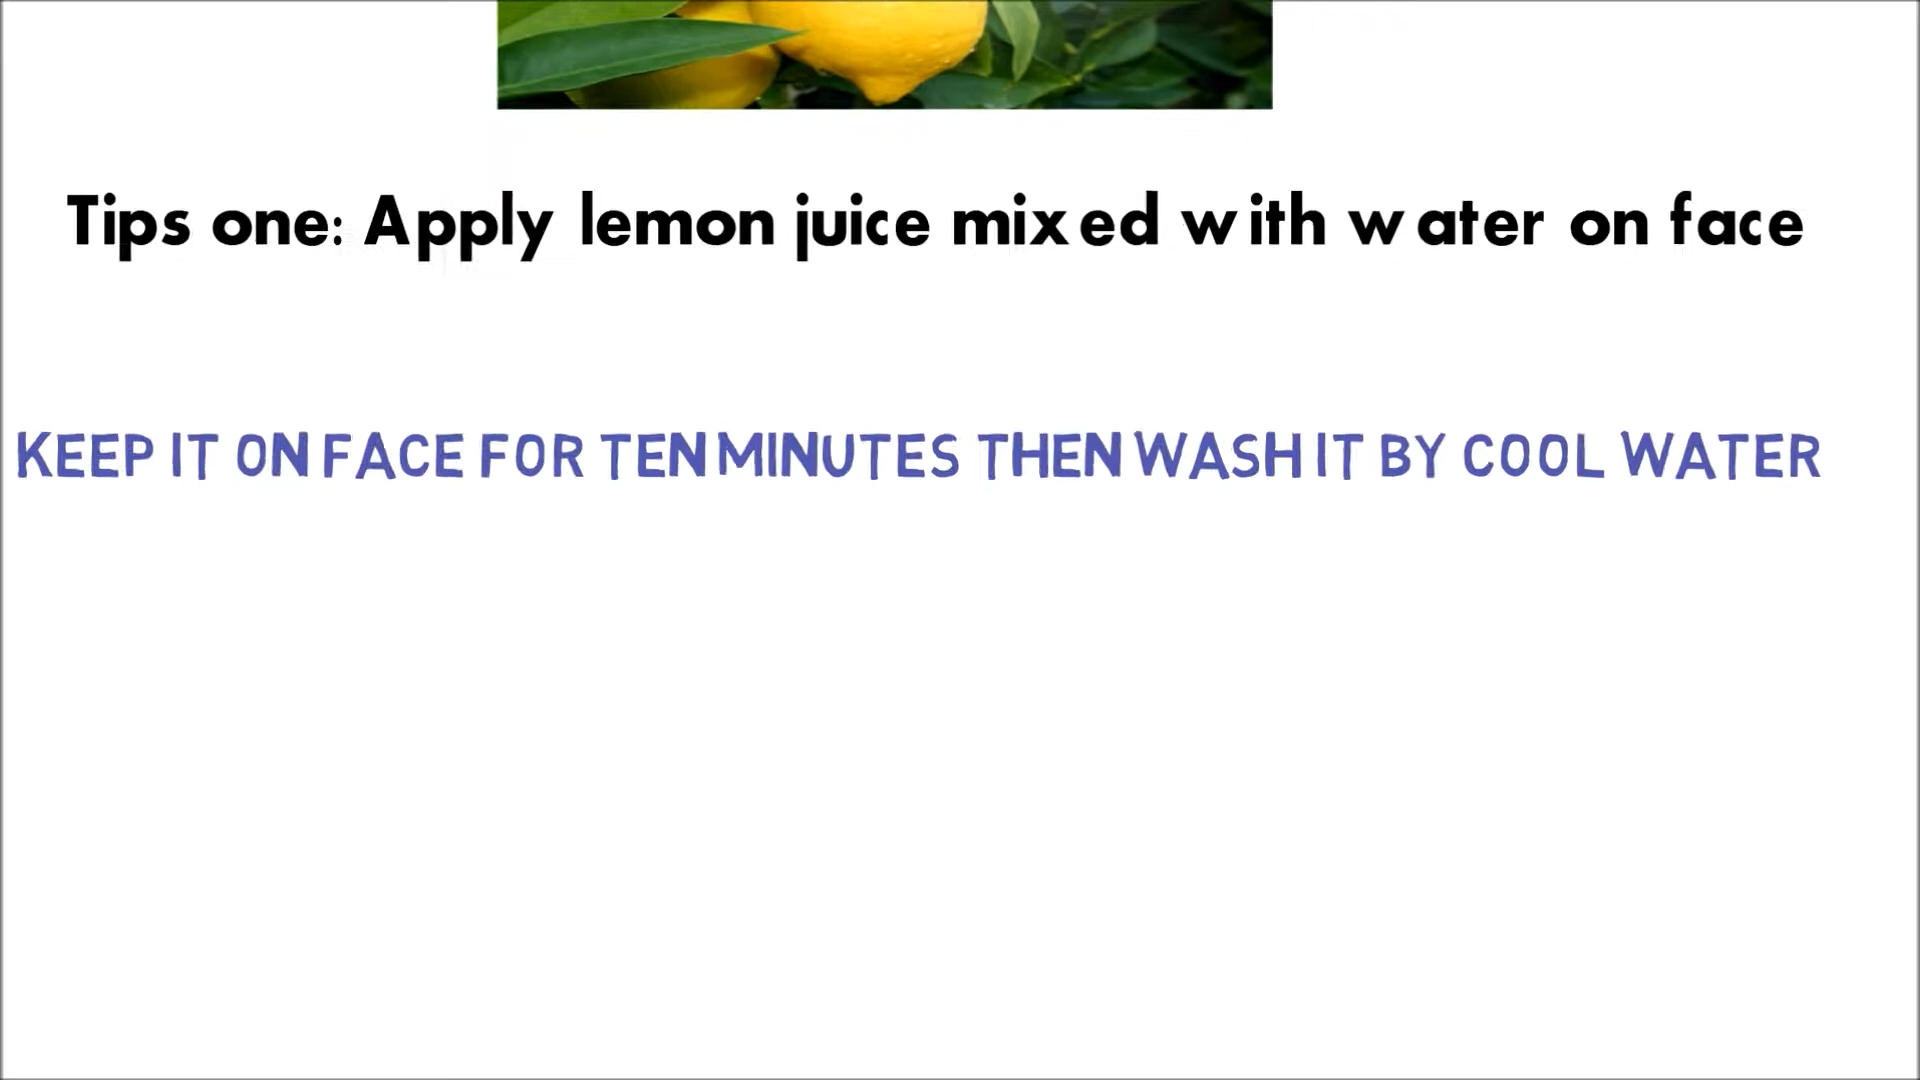 Tips one: Apply lemon juice mixed with water on face
KEEP IT ON FACE FOR TEN MINUTES THEN WASH IT BY COOL WATER